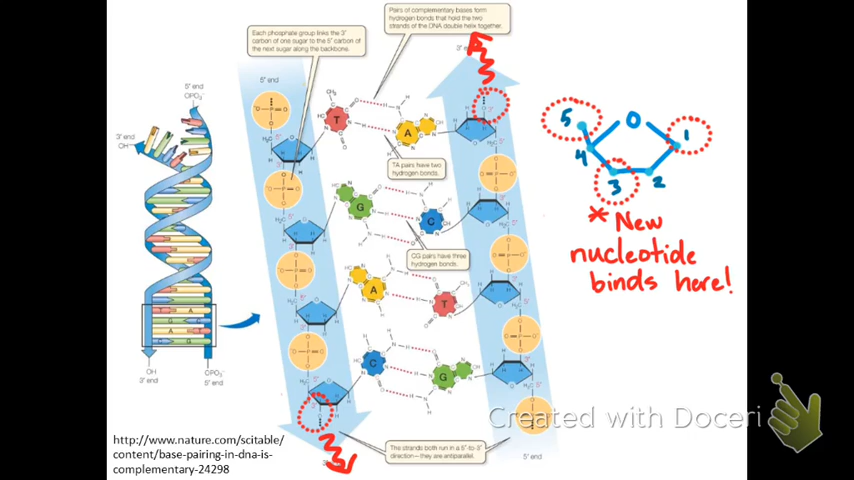 Pairs of complementary bases form
hydrogen bonds that hold the two
strands of the DNA double helix together.
Each phosphate group links the 3'
carbon of one sugar to the 5' carbon of
the next sugar along the backbone.
3' end
5' end
5' end
OPO₃⁻
3' end
OH
T
A
TA pairs have two
hydrogen bonds.
G
C
CG pairs have three
hydrogen bonds.
A
T
C
G
A
G
A
OH
3' end
OPO₃⁻
5' end
The strands both run in a 5'-to-3'
direction—they are antiparallel.
5' end
5
O
1
4
3
2
* New
nucleotide
binds here!
http://www.nature.com/scitable/
content/base-pairing-in-dna-is-
complementary-24298
Created with Doceri